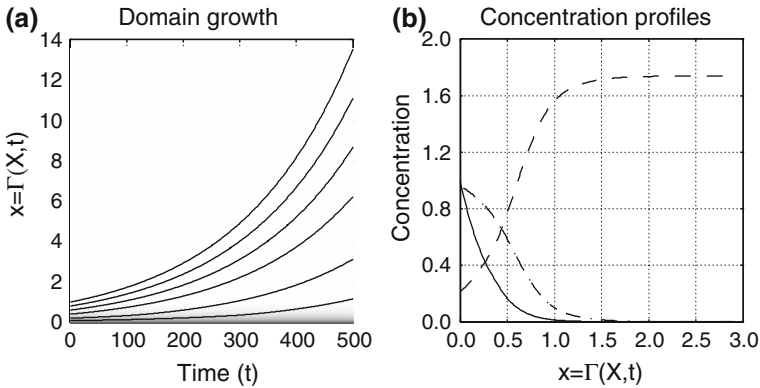 (a) Domain growth
14
12
10
8
6
4
2
0
x=Γ(X,t)
0 100 200 300 400 500
Time (t)
(b) Concentration profiles
2.0
1.6
1.2
0.8
0.4
0.0
Concentration
0.0 0.5 1.0 1.5 2.0 2.5 3.0
x=Γ(X,t)